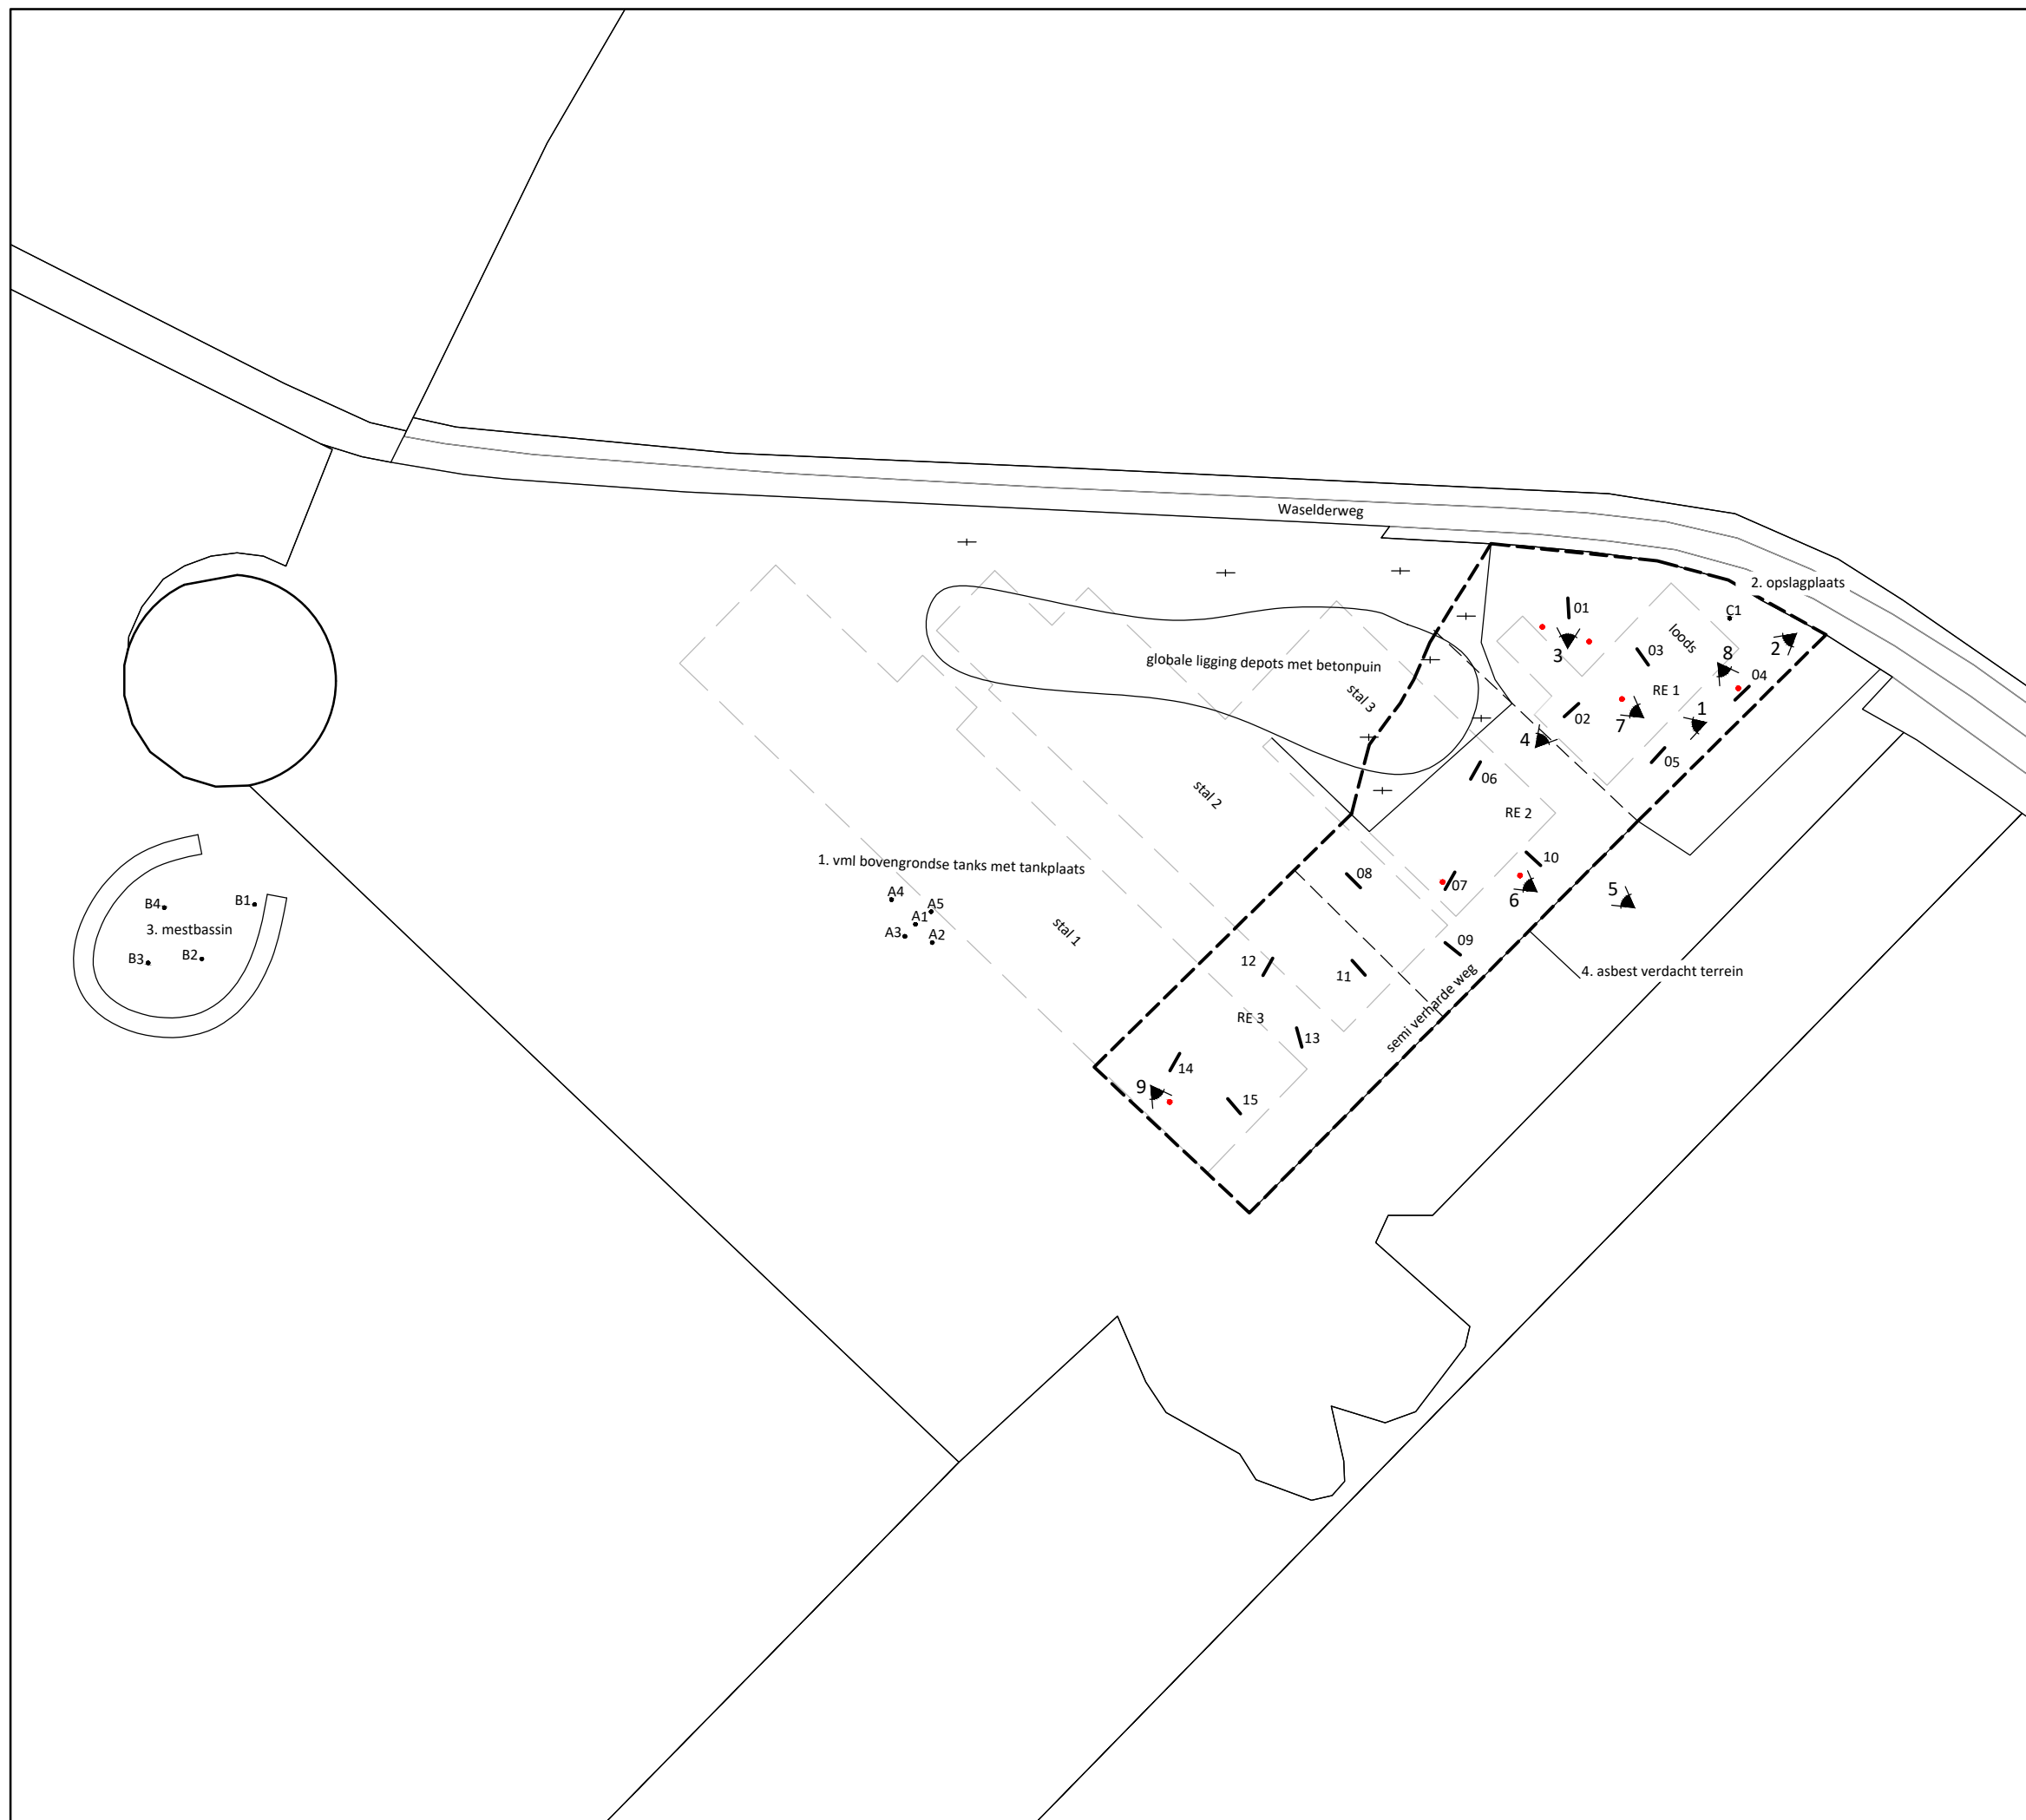 Waselderweg
2. opslagplaats
01
C1
3
loods
2
03
8
04
globale ligging depots met betonpuin
stal 3
RE 1
02
7
1
4
05
06
stal 2
RE 2
1. vml bovengrondse tanks met tankplaats
08
10
07
A4
A5
A1
A3
A2
stal 1
6
5
B4
B1
3. mestbassin
B3
B2
09
12
11
4. asbest verdacht terrein
semi verharde weg
RE 3
13
14
9
15